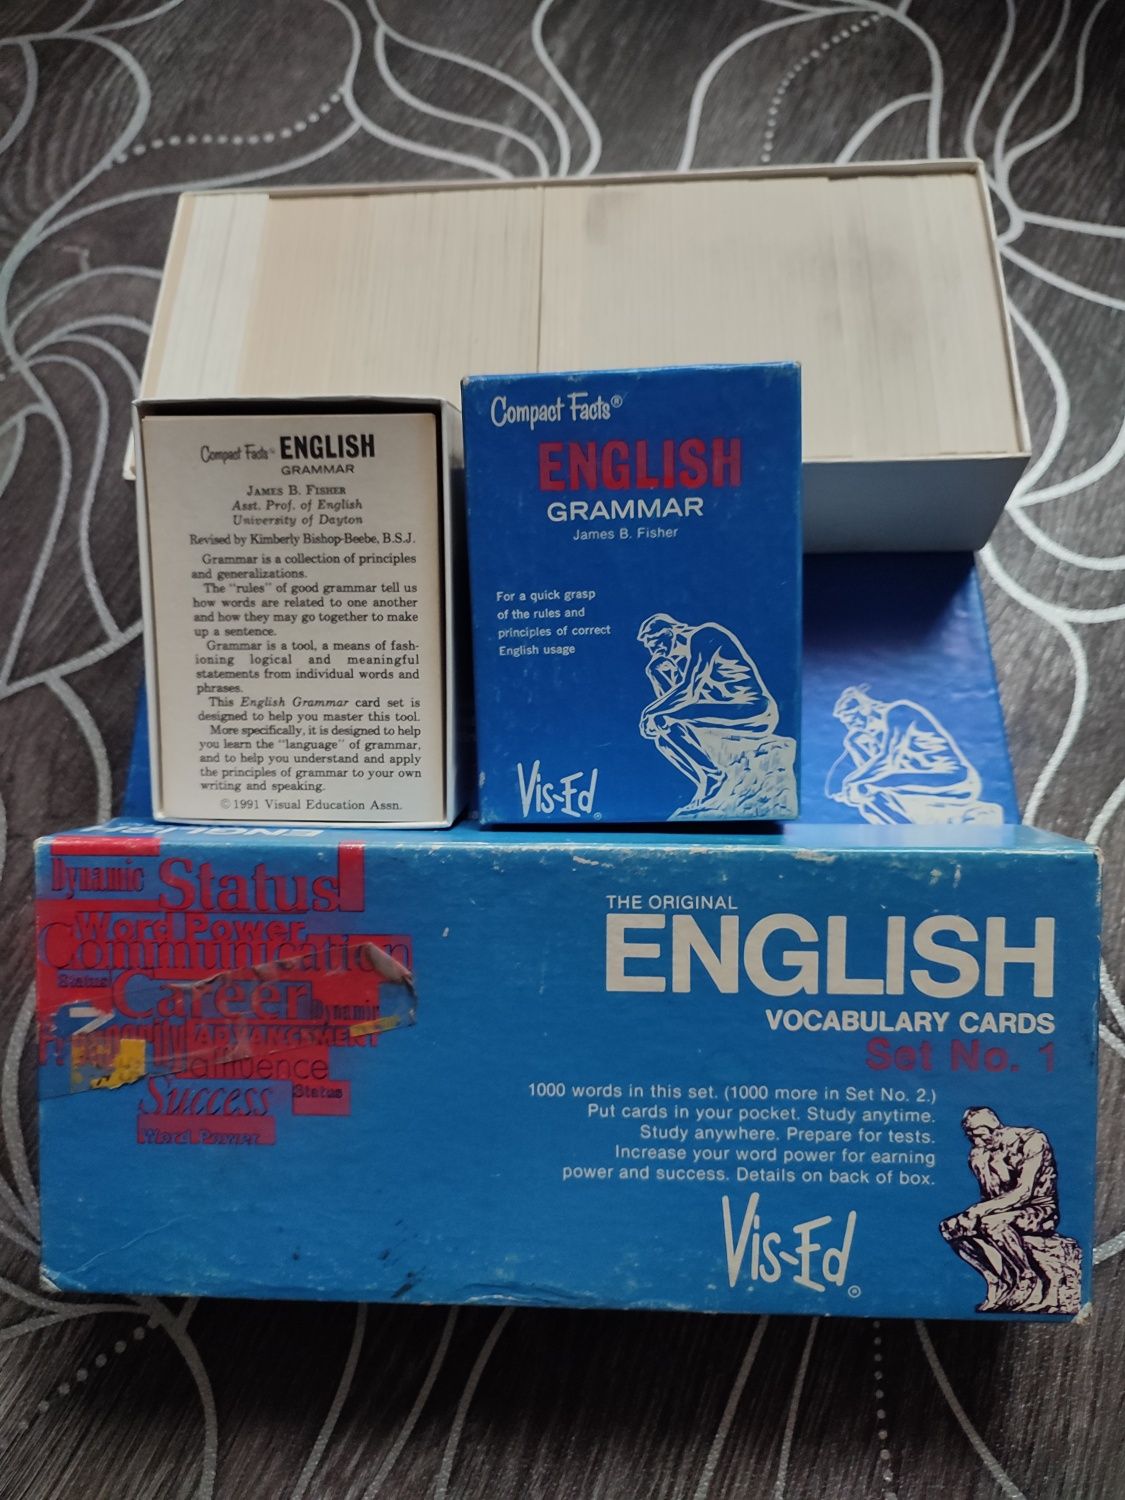 Compact Facts® ENGLISH
GRAMMAR
JAMES B. FISHER
Asst. Prof. of English
University of Dayton
Revised by Kimberly Bishop-Beebe, B.S.J.
Grammar is a collection of principles
and generalizations.
The "rules" of good grammar tell us
how words are related to one another
and how they may go together to make
up a sentence.
Grammar is a tool, a means of fash-
ioning logical and meaningful
statements from individual words and
phrases.
This English Grammar card set is
designed to help you master this tool.
More specifically, it is designed to help
you learn the "language" of grammar,
and to help you understand and apply
the principles of grammar to your own
writing and speaking.
© 1991 Visual Education Assn.
Compact Facts®
ENGLISH
GRAMMAR
James B. Fisher
For a quick grasp
of the rules and
principles of correct
English usage
Vis-Ed®
ENGLISH
Dynamic Status
Word Power
Communication
Status Career Dynamic
ADVANCEMENT
affluence
Success Status
Word Power
THE ORIGINAL
ENGLISH
VOCABULARY CARDS
Set No. 1
1000 words in this set. (1000 more in Set No. 2.)
Put cards in your pocket. Study anytime.
Study anywhere. Prepare for tests.
Increase your word power for earning
power and success. Details on back of box.
Vis-Ed®